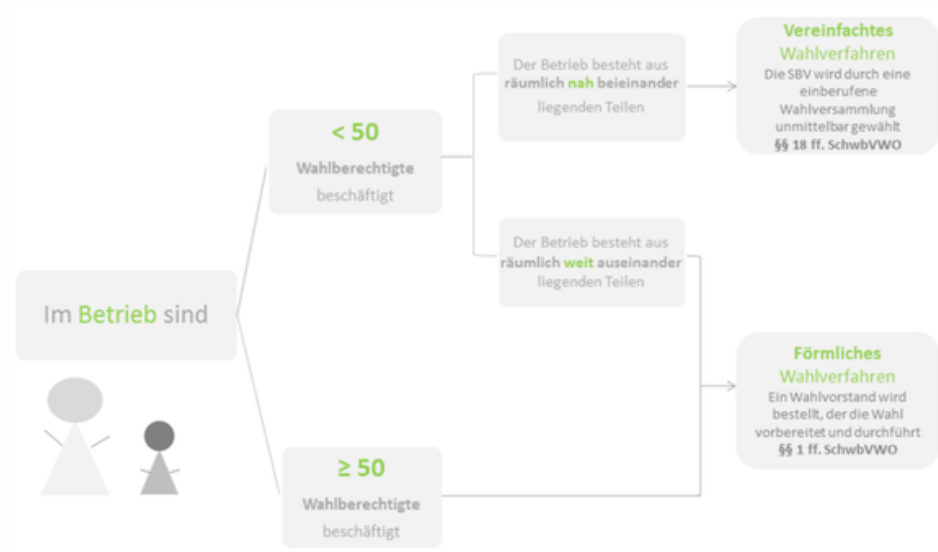 Im Betrieb sind
< 50
Wahlberechtigte
beschäftigt
≥ 50
Wahlberechtigte
beschäftigt
Der Betrieb besteht aus
räumlich nah beieinander
liegenden Teilen
Der Betrieb besteht aus
räumlich weit auseinander
liegenden Teilen
Vereinfachtes
Wahlverfahren
Die SBV wird durch eine
einberufene
Wahlversammlung
unmittelbar gewählt
§§ 18 ff. SchwbVWO
Förmliches
Wahlverfahren
Ein Wahlvorstand wird
bestellt, der die Wahl
vorbereitet und durchführt
§§ 1 ff. SchwbVWO